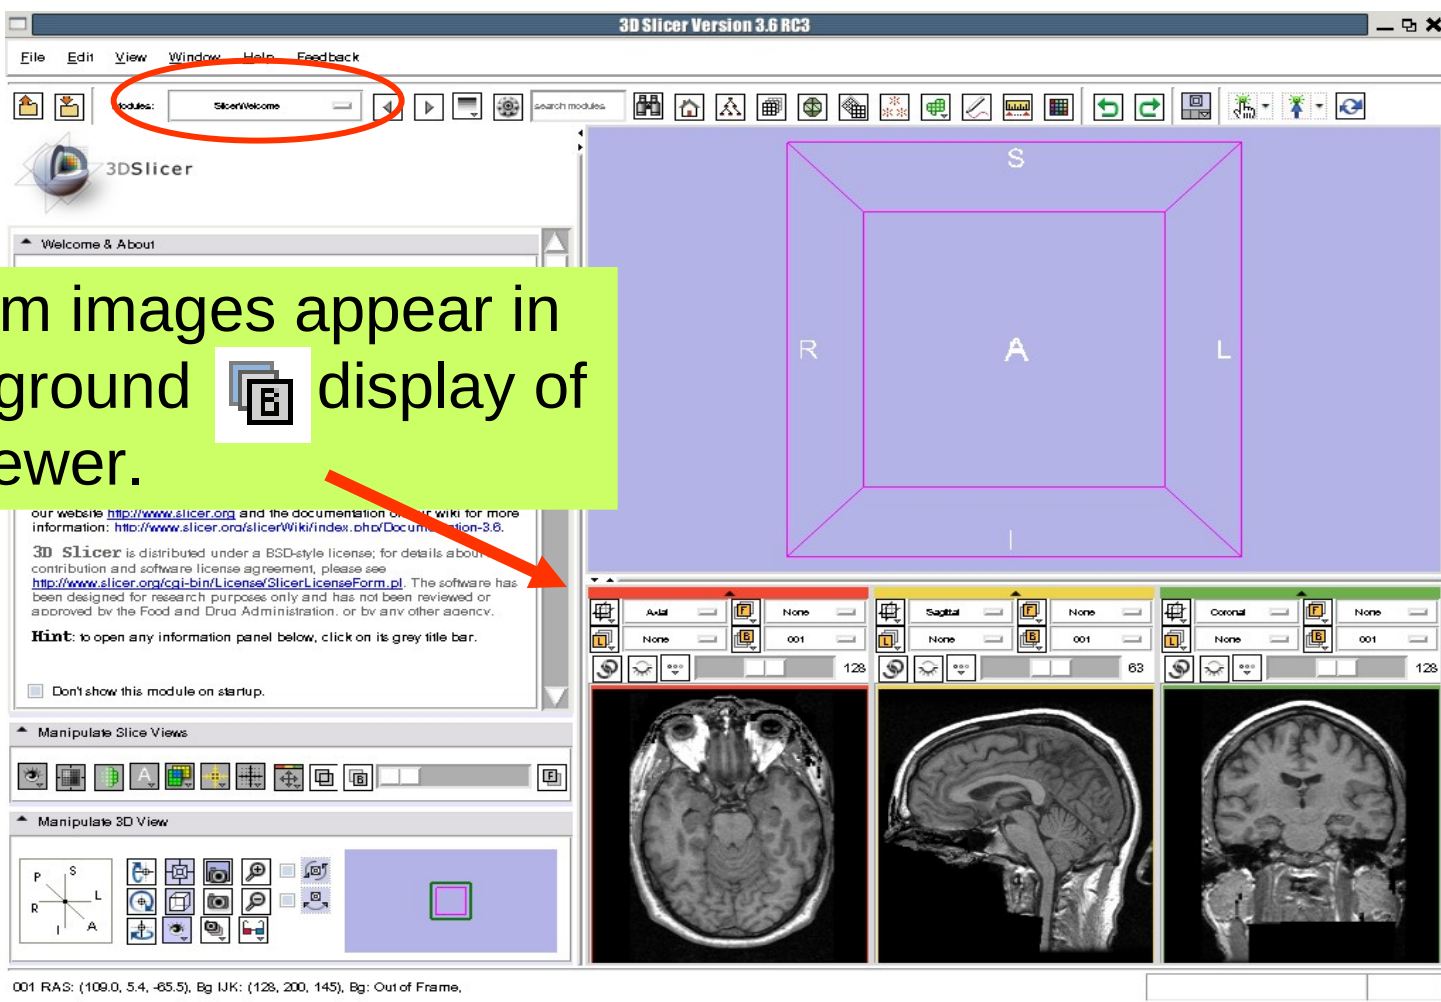 3D Slicer Version 3.6 RC3
File Edit View Window Help Feedback
Modules: SlicerWelcome search modules
3DSlicer
Welcome & About
m images appear in
ground B display of
ewer.
our website http://www.slicer.org and the documentation on our wiki for more
information: http://www.slicer.org/slicerWiki/index.php/Documentation-3.6.
3D Slicer is distributed under a BSD-style license; for details about
contribution and software license agreement, please see
http://www.slicer.org/cgi-bin/License/SlicerLicenseForm.pl. The software has
been designed for research purposes only and has not been reviewed or
approved by the Food and Drug Administration, or by any other agency.
Hint: to open any information panel below, click on its grey title bar.
Don't show this module on startup.
Manipulate Slice Views
A B F
Manipulate 3D View
P S
R L
I A
S
R A L
I
Axial F None
L None B 001
128
Sagittal F None
L None B 001
63
Coronal F None
L None B 001
128
001 RAS: (109.0, 5.4, -65.5), Bg IJK: (128, 200, 145), Bg: Out of Frame,